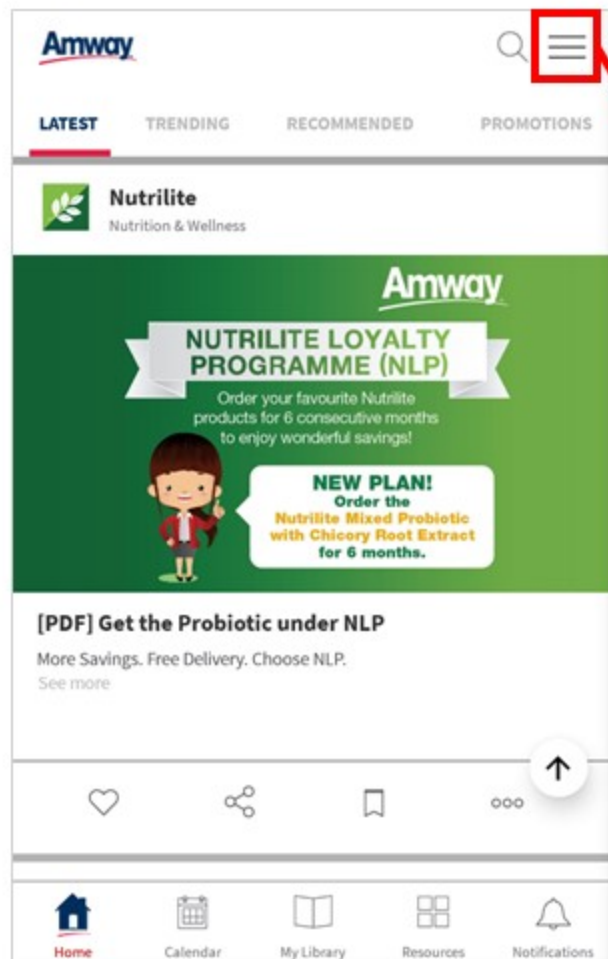 Amway
LATEST TRENDING RECOMMENDED PROMOTIONS
Nutrilite
Nutrition & Wellness
Amway
NUTRILITE LOYALTY
PROGRAMME (NLP)
Order your favourite Nutrilite
products for 6 consecutive months
to enjoy wonderful savings!
NEW PLAN!
Order the
Nutrilite Mixed Probiotic
with Chicory Root Extract
for 6 months.
[PDF] Get the Probiotic under NLP
More Savings. Free Delivery. Choose NLP.
See more
Home Calendar My Library Resources Notifications